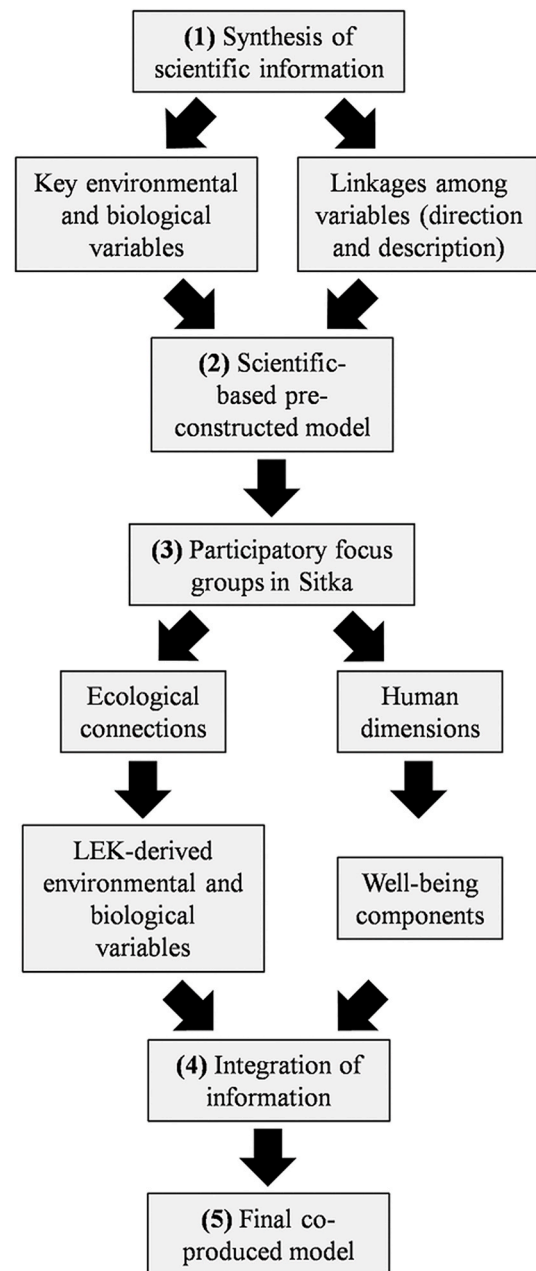 (1) Synthesis of
scientific information
Key environmental
and biological
variables
Linkages among
variables (direction
and description)
(2) Scientific-
based pre-
constructed model
(3) Participatory focus
groups in Sitka
Ecological
connections
Human
dimensions
LEK-derived
environmental and
biological
variables
Well-being
components
(4) Integration of
information
(5) Final co-
produced model